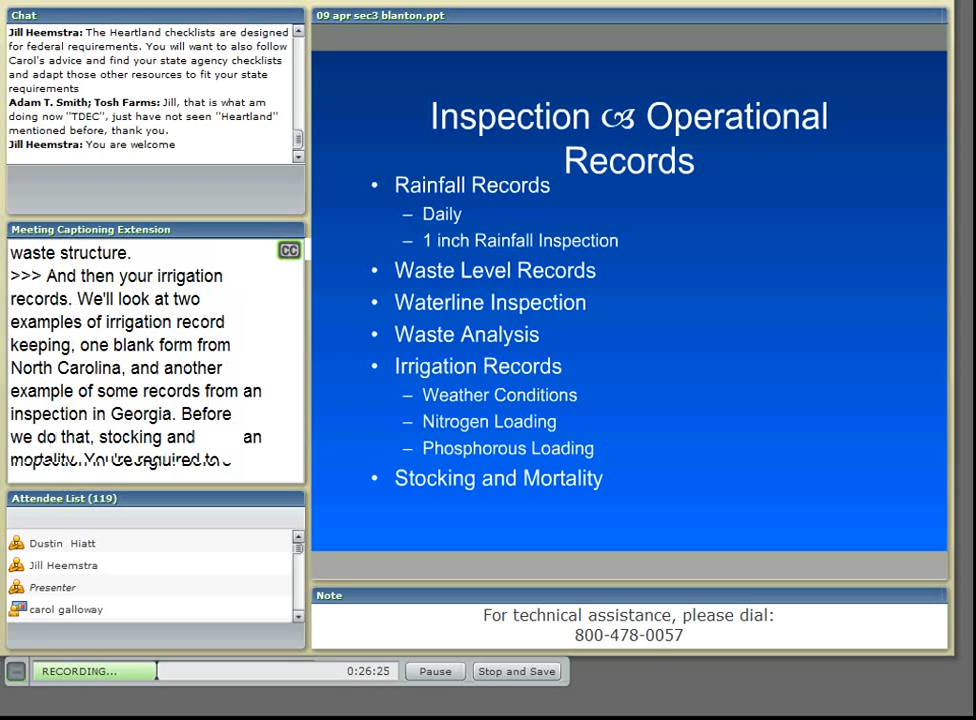 Chat
Jill Heemstra: The Heartland checklists are designed
for federal requirements. You will want to also follow
Carol's advice and find your state agency checklists
and adapt those other resources to fit your state
requirements
Adam T. Smith; Tosh Farms: Jill, that is what am
doing now "TDEC", just have not seen "Heartland"
mentioned before, thank you.
Jill Heemstra: You are welcome
Meeting Captioning Extension
CC
waste structure.
>>> And then your irrigation
records. We'll look at two
examples of irrigation record
keeping, one blank form from
North Carolina, and another
example of some records from an
inspection in Georgia. Before
we do that, stocking and an
mortality. You're required to
Attendee List (119)
Dustin Hiatt
Jill Heemstra
Presenter
carol galloway
09 apr sec3 blanton.ppt
Inspection Operational
Records
• Rainfall Records
– Daily
– 1 inch Rainfall Inspection
• Waste Level Records
• Waterline Inspection
• Waste Analysis
• Irrigation Records
– Weather Conditions
– Nitrogen Loading
– Phosphorous Loading
• Stocking and Mortality
Note
For technical assistance, please dial:
800-478-0057
RECORDING... 0:26:25 Pause Stop and Save